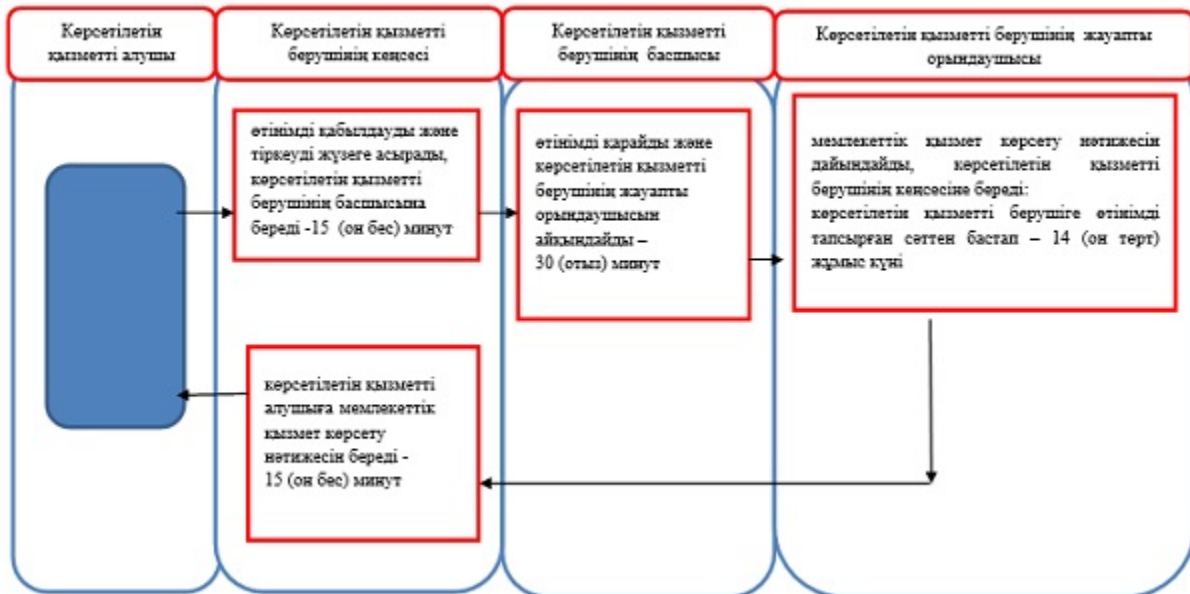 Көрсетілетін
қызметті алушы
Көрсетілетін қызметті
берушінің кеңсесі
Көрсетілетін қызметті
берушінің басшысы
Көрсетілетін қызметті берушінің жауапты
орындаушысы
өтінімді қабылдауды және
тіркеуді жүзеге асырады,
көрсетілетін қызметті
берушінің басшысына
береді -15 (он бес) минут
өтінімді қарайды және
көрсетілетін қызметті
берушінің жауапты
орындаушысын
айқындайды –
30 (отыз) минут
мемлекеттік қызмет көрсету нәтижесін
дайындайды, көрсетілетін қызметті
берушінің кеңсесіне береді:
көрсетілетін қызметті берушіге өтінімді
тапсырған сәттен бастап – 14 (он төрт)
жұмыс күні
көрсетілетін қызметті
алушыға мемлекеттік
қызмет көрсету
нәтижесін береді -
15 (он бес) минут